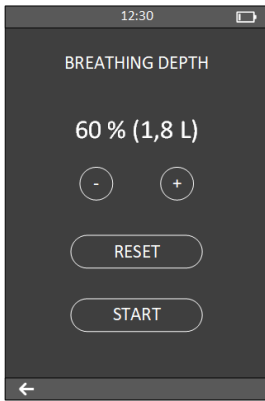 12:30
BREATHING DEPTH
60 % (1,8 L)
- +
RESET
START